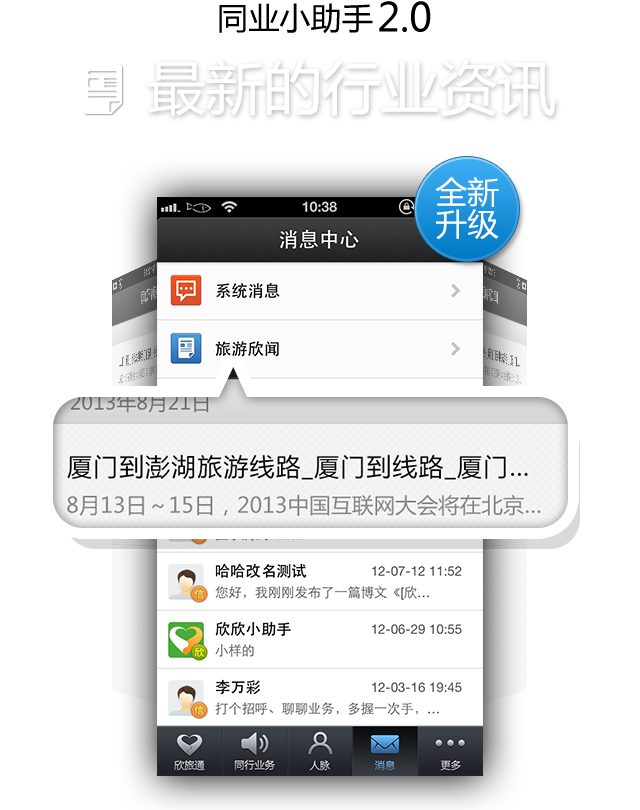 同业小助手 2.0
最新的行业资讯
全新
升级
10:38
消息中心
系统消息
旅游欣闻
2013年8月21日
厦门到澎湖旅游线路_厦门到线路_厦门...
8月13日～15日，2013中国互联网大会将在北京...
哈哈改名测试 12-07-12 11:52
您好，我刚刚发布了一篇博文《[欣...
信
欣欣小助手 12-06-29 10:55
小样的
欣
李万彩 12-03-16 19:45
打个招呼、聊聊业务，多握一次手，...
信
欣旅通 同行业务 人脉 消息 更多